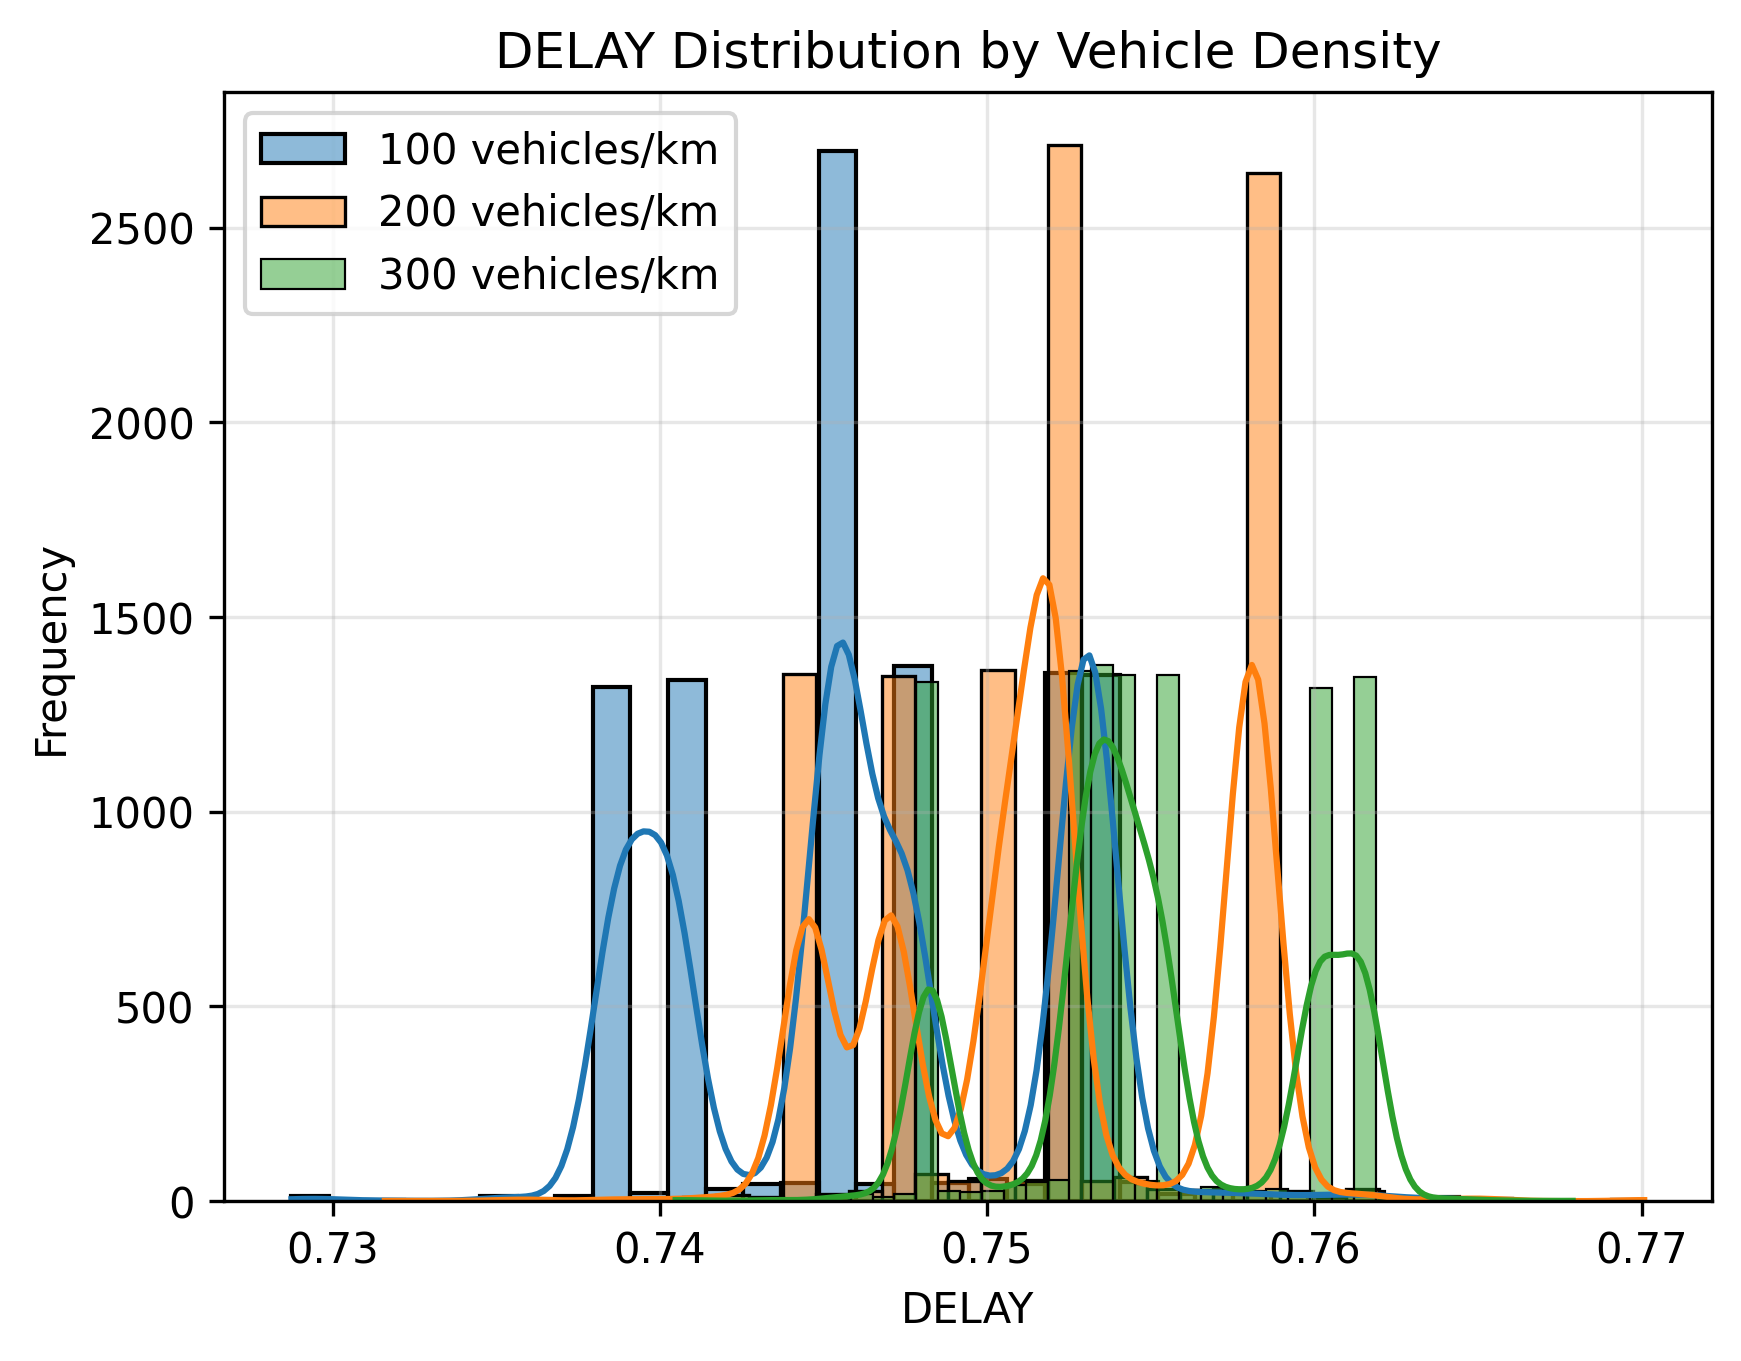 DELAY Distribution by Vehicle Density
100 vehicles/km
200 vehicles/km
300 vehicles/km
Frequency
2500
2000
1500
1000
500
0
0.73 0.74 0.75 0.76 0.77
DELAY